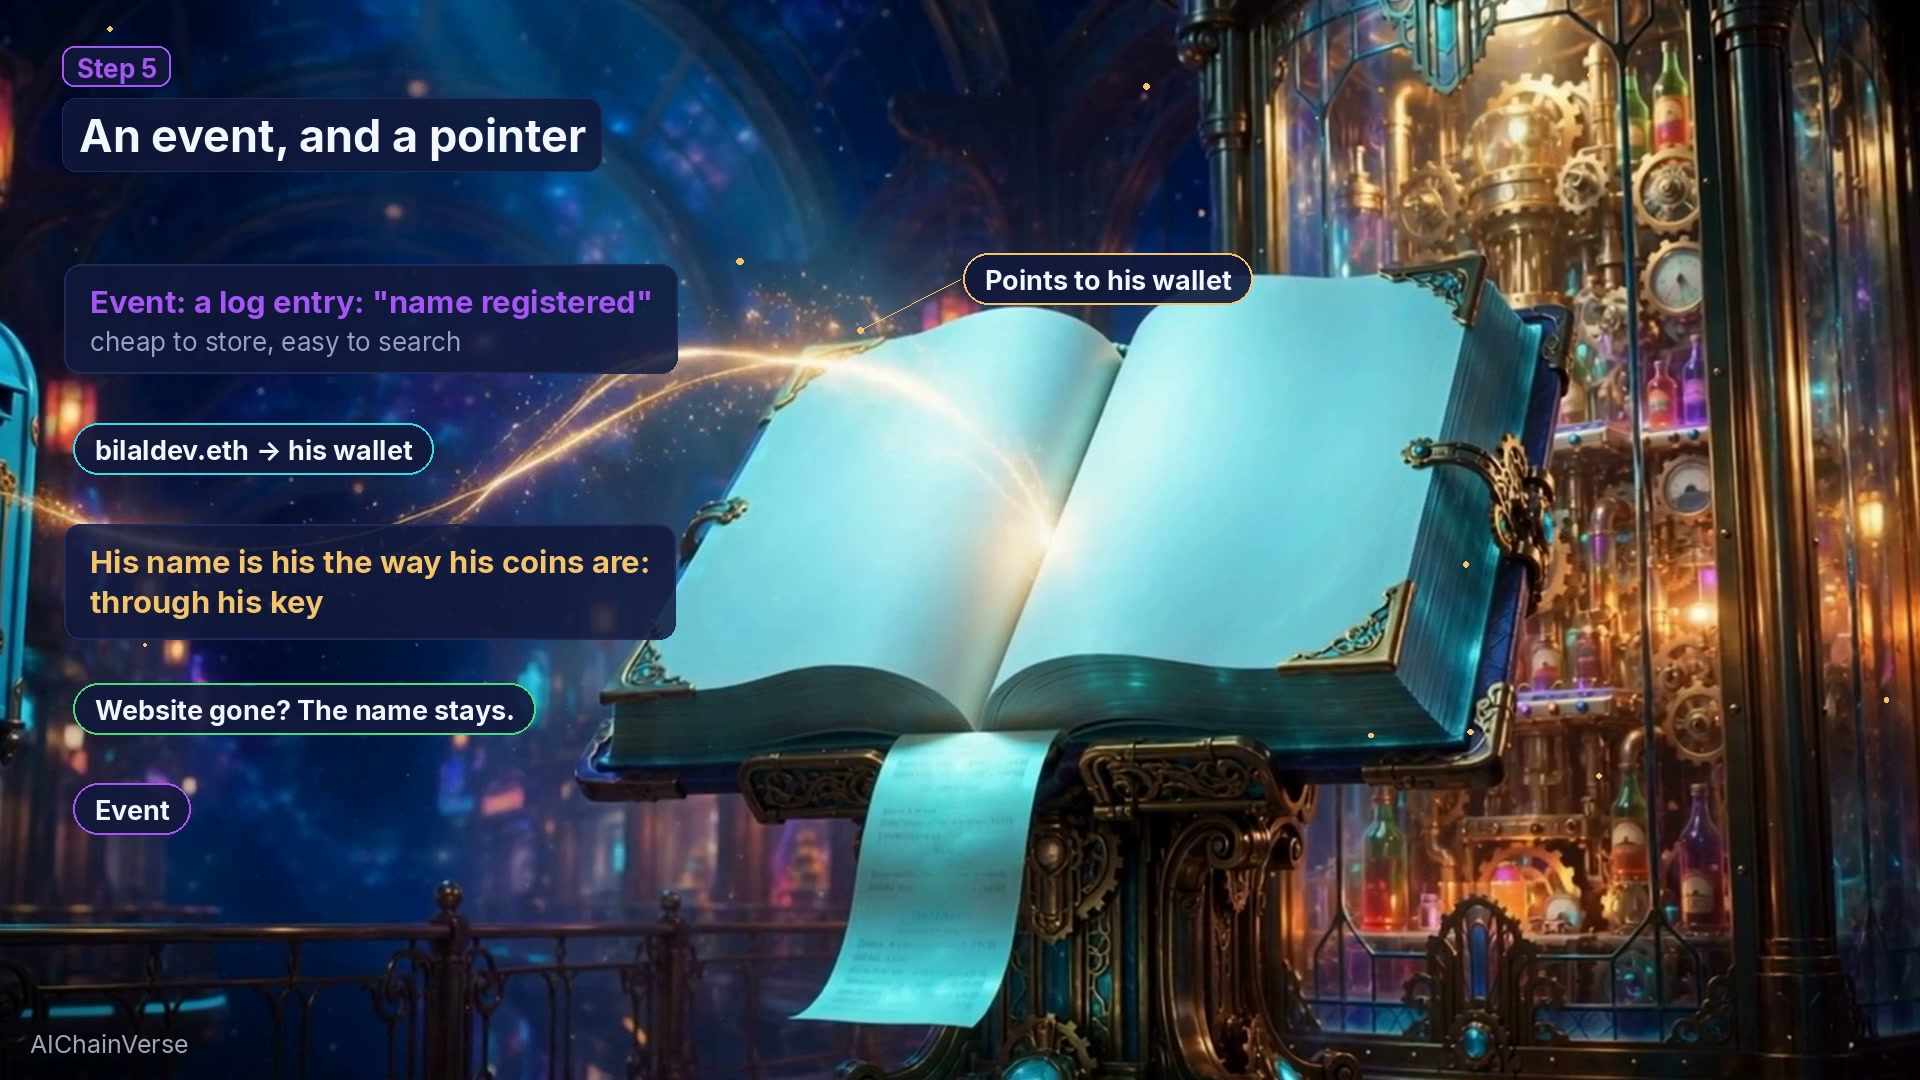 Step 5
An event, and a pointer
Points to his wallet
Event: a log entry: "name registered"
cheap to store, easy to search
bilaldev.eth → his wallet
His name is his the way his coins are:
through his key
Website gone? The name stays.
Event
AIChainVerse